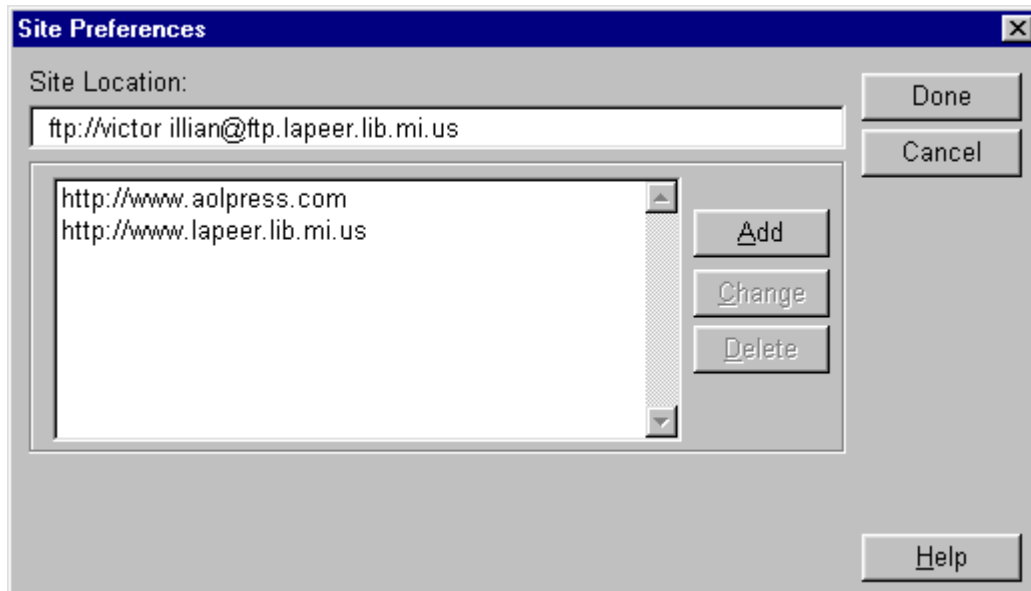 Site Preferences
Site Location:
Done
ftp://victor illian@ftp.lapeer.lib.mi.us
Cancel
http://www.aolpress.com
http://www.lapeer.lib.mi.us
Add
Change
Delete
Help